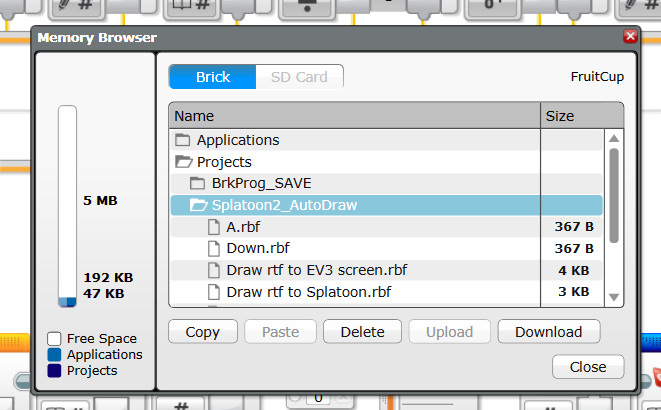 Memory Browser
Brick SD Card FruitCup
Name Size
Applications
Projects
BrkProg_SAVE
Splatoon2_AutoDraw
A.rbf 367 B
Down.rbf 367 B
Draw rtf to EV3 screen.rbf 4 KB
Draw rtf to Splatoon.rbf 3 KB
5 MB
192 KB
47 KB
Free Space
Applications
Projects
Copy Paste Delete Upload Download
Close
#
#
#
0